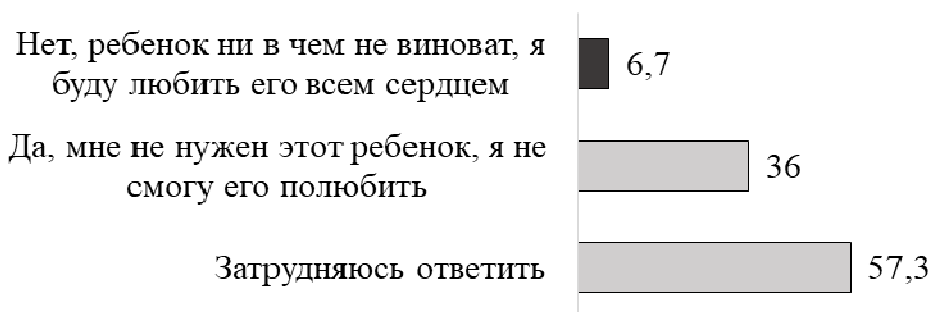 Нет, ребенок ни в чем не виноват, я
буду любить его всем сердцем
6,7
Да, мне не нужен этот ребенок, я не
смогу его полюбить
36
Затрудняюсь ответить
57,3